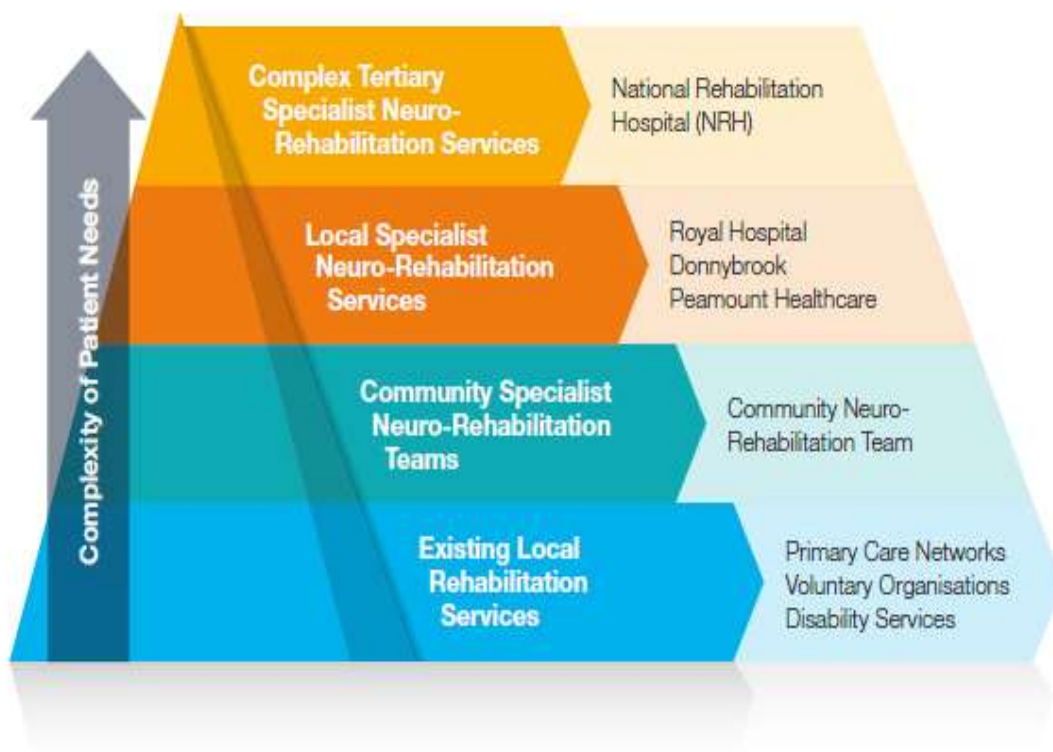 Complexity of Patient Needs
Complex Tertiary
Specialist Neuro-
Rehabilitation Services
National Rehabilitation
Hospital (NRH)
Local Specialist
Neuro-Rehabilitation
Services
Royal Hospital
Donnybrook
Peamount Healthcare
Community Specialist
Neuro-Rehabilitation
Teams
Community Neuro-
Rehabilitation Team
Existing Local
Rehabilitation
Services
Primary Care Networks
Voluntary Organisations
Disability Services